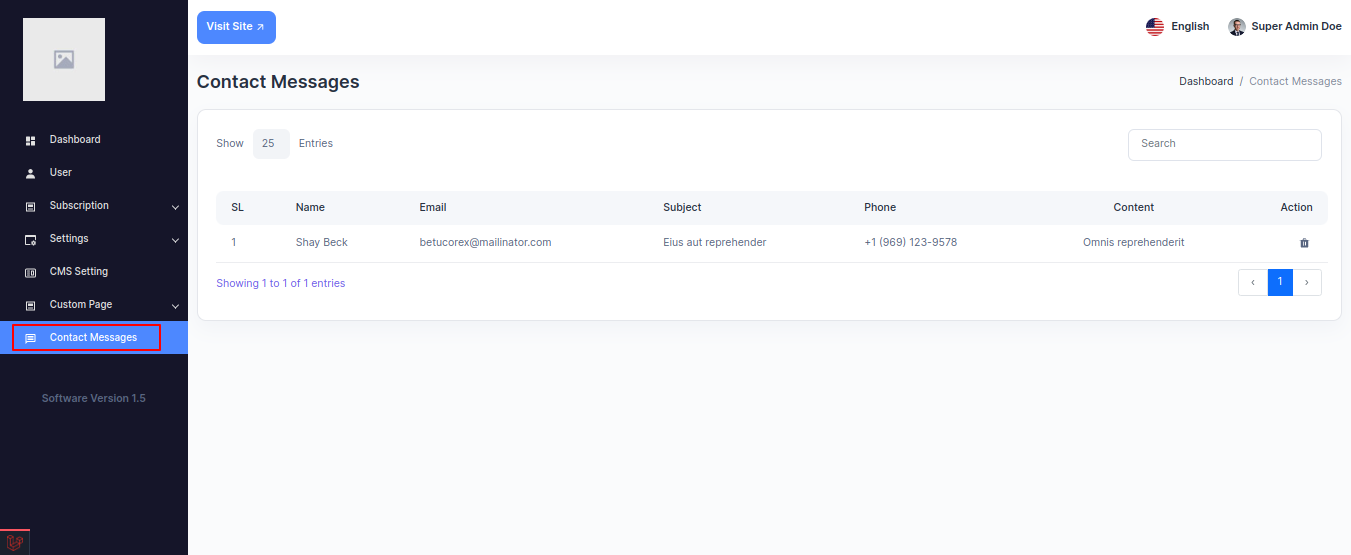 Visit Site
English
Super Admin Doe
Contact Messages
Dashboard / Contact Messages
Dashboard
User
Subscription
Settings
CMS Setting
Custom Page
Contact Messages
Software Version 1.5
Show 25 Entries
Search
SL Name Email Subject Phone Content Action
1 Shay Beck betucorex@mailinator.com Eius aut reprehender +1 (969) 123-9578 Omnis reprehenderit
Showing 1 to 1 of 1 entries
‹ 1 ›